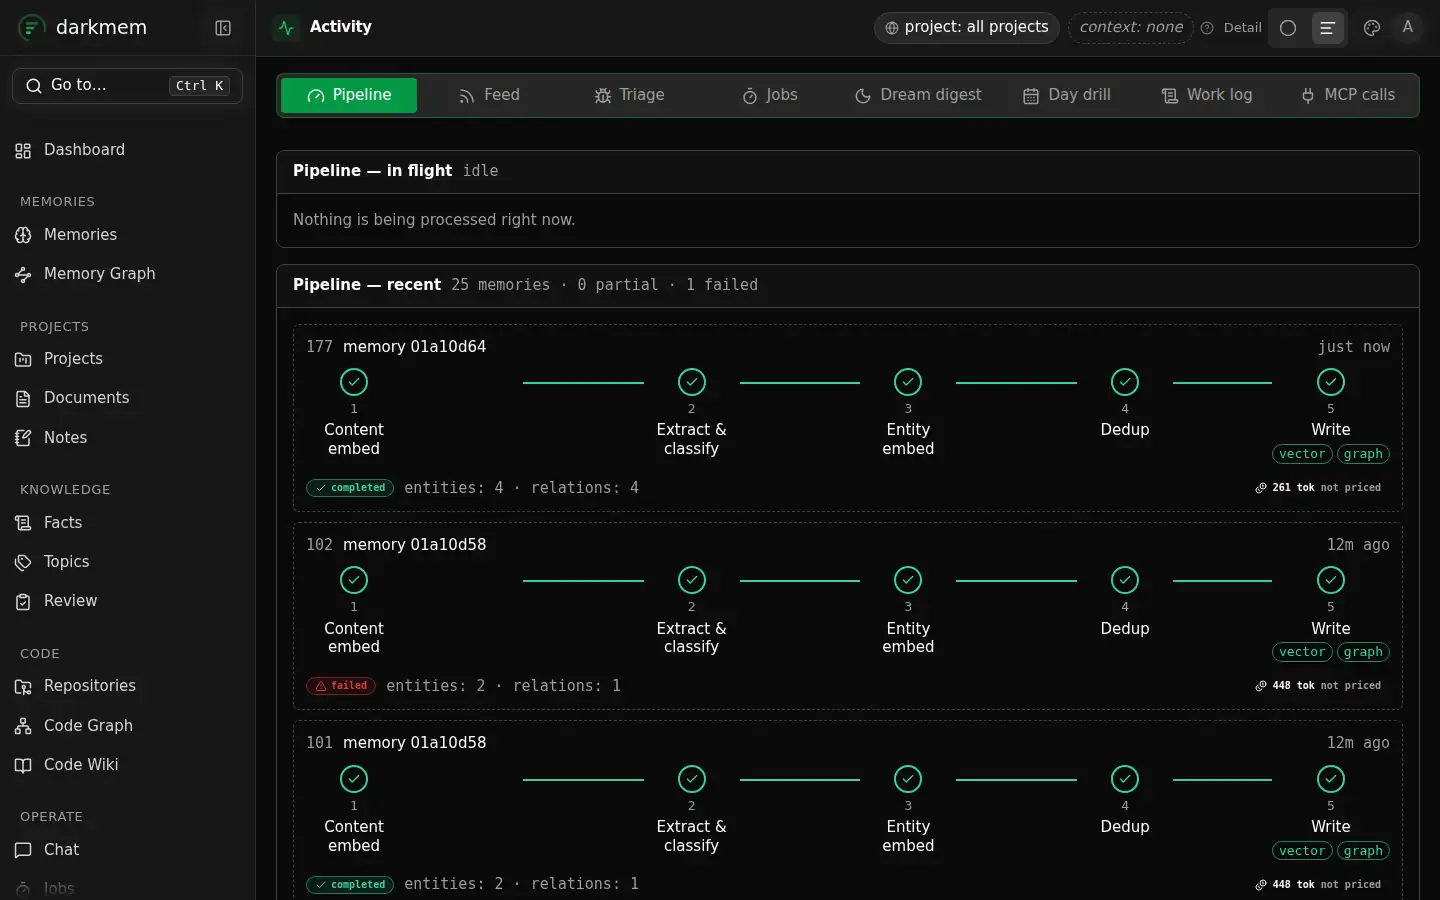 darkmem
Activity
project: all projects
context: none
Detail
A
Go to...
Ctrl K
Dashboard
MEMORIES
Memories
Memory Graph
PROJECTS
Projects
Documents
Notes
KNOWLEDGE
Facts
Topics
Review
CODE
Repositories
Code Graph
Code Wiki
OPERATE
Chat
Jobs
Pipeline
Feed
Triage
Jobs
Dream digest
Day drill
Work log
MCP calls
Pipeline — in flight idle
Nothing is being processed right now.
Pipeline — recent 25 memories · 0 partial · 1 failed
177 memory 01a10d64
just now
1
Content
embed
2
Extract &
classify
3
Entity
embed
4
Dedup
5
Write
vector graph
completed entities: 4 · relations: 4
261 tok not priced
102 memory 01a10d58
12m ago
1
Content
embed
2
Extract &
classify
3
Entity
embed
4
Dedup
5
Write
vector graph
failed entities: 2 · relations: 1
448 tok not priced
101 memory 01a10d58
12m ago
1
Content
embed
2
Extract &
classify
3
Entity
embed
4
Dedup
5
Write
vector graph
completed entities: 2 · relations: 1
448 tok not priced